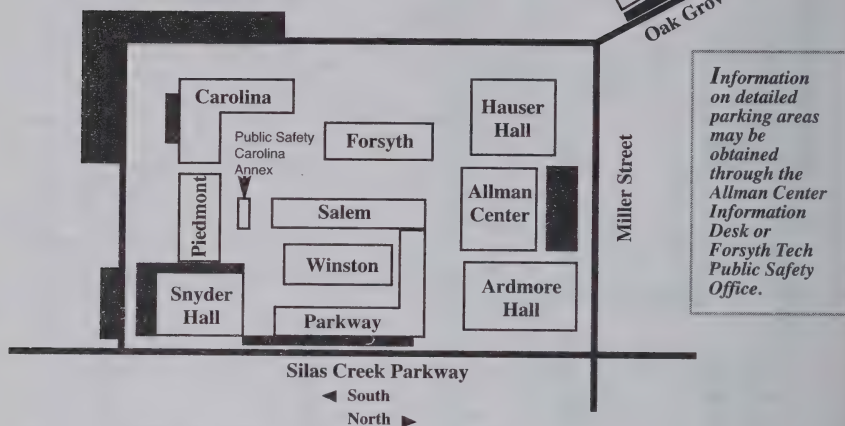 Oak Grov
Carolina
Public Safety
Carolina
Annex
Forsyth
Hauser
Hall
Piedmont
Salem
Allman
Center
Winston
Snyder
Hall
Parkway
Ardmore
Hall
Miller Street
Information
on detailed
parking areas
may be
obtained
through the
Allman Center
Information
Desk or
Forsyth Tech
Public Safety
Office.
Silas Creek Parkway
◄ South
North ►